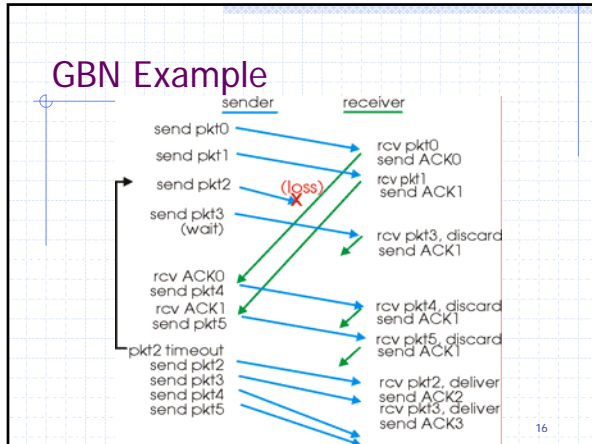 GBN Example
sender
receiver
send pkt0
send pkt1
send pkt2
(loss)
X
send pkt3
(wait)
rcv ACK0
send pkt4
rcv ACK1
send pkt5
pkt2 timeout
send pkt2
send pkt3
send pkt4
send pkt5
rcv pkt0
send ACK0
rcv pkt1
send ACK1
rcv pkt3, discard
send ACK1
rcv pkt4, discard
send ACK1
rcv pkt5, discard
send ACK1
rcv pkt2, deliver
send ACK2
rcv pkt3, deliver
send ACK3
16